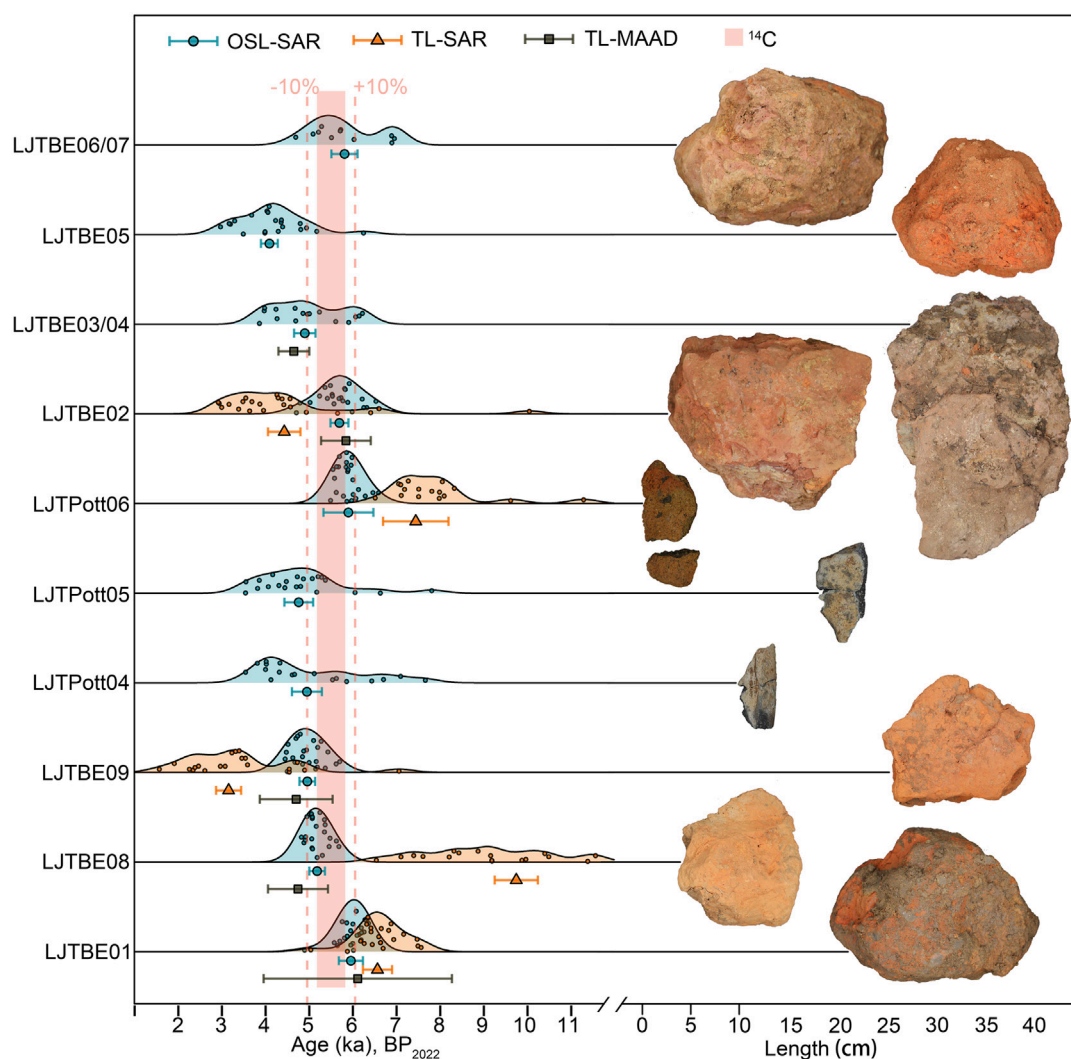 OSL-SAR TL-SAR TL-MAAD ¹⁴C
-10% +10%
LJTBE06/07
LJTBE05
LJTBE03/04
LJTBE02
LJTPott06
LJTPott05
LJTPott04
LJTBE09
LJTBE08
LJTBE01
2 3 4 5 6 7 8 9 10 11 0 5 10 15 20 25 30 35 40
Age (ka), BP₂₀₂₂ Length (cm)